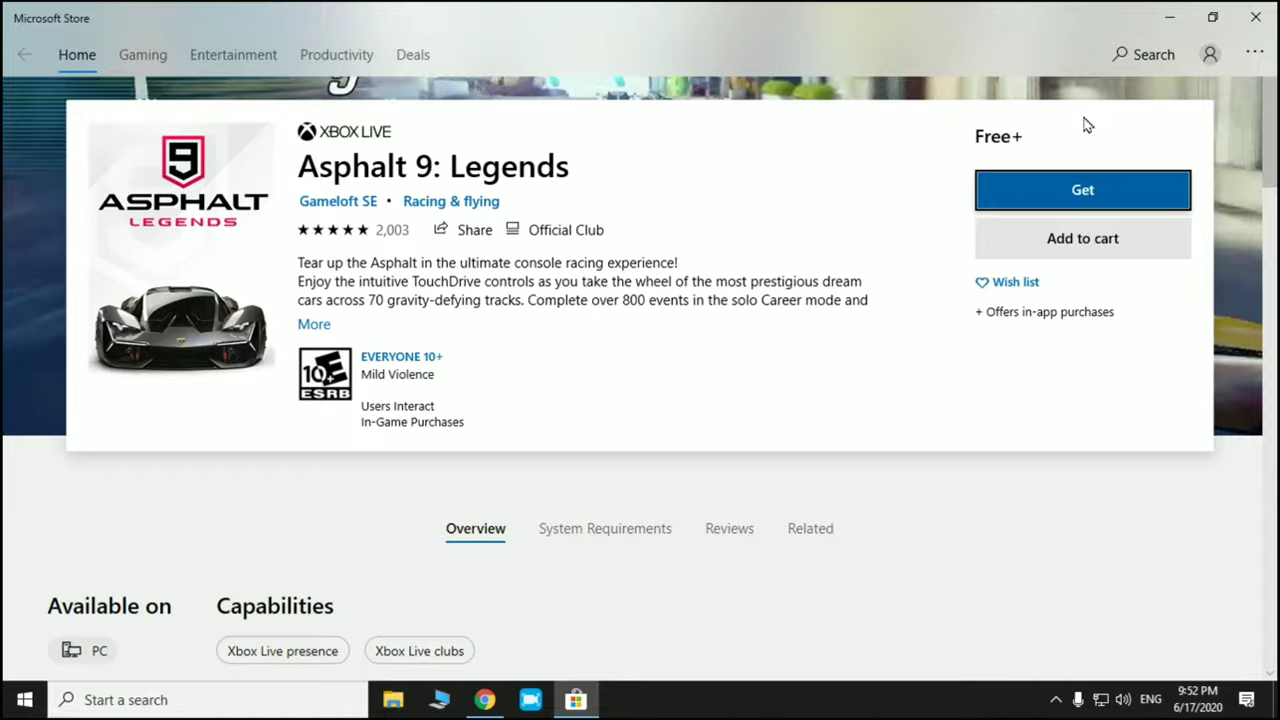 Microsoft Store
Home
Gaming
Entertainment
Productivity
Deals
Search
9
ASPHALT
LEGENDS
XBOX LIVE
Asphalt 9: Legends
Gameloft SE • Racing & flying
★★★★★ 2,003 Share Official Club
Tear up the Asphalt in the ultimate console racing experience!
Enjoy the intuitive TouchDrive controls as you take the wheel of the most prestigious dream
cars across 70 gravity-defying tracks. Complete over 800 events in the solo Career mode and
More
10+
E
ESRB
EVERYONE 10+
Mild Violence
Users Interact
In-Game Purchases
Free+
Get
Add to cart
Wish list
+ Offers in-app purchases
Overview
System Requirements
Reviews
Related
Available on
PC
Capabilities
Xbox Live presence
Xbox Live clubs
Start a search
ENG
9:52 PM
6/17/2020